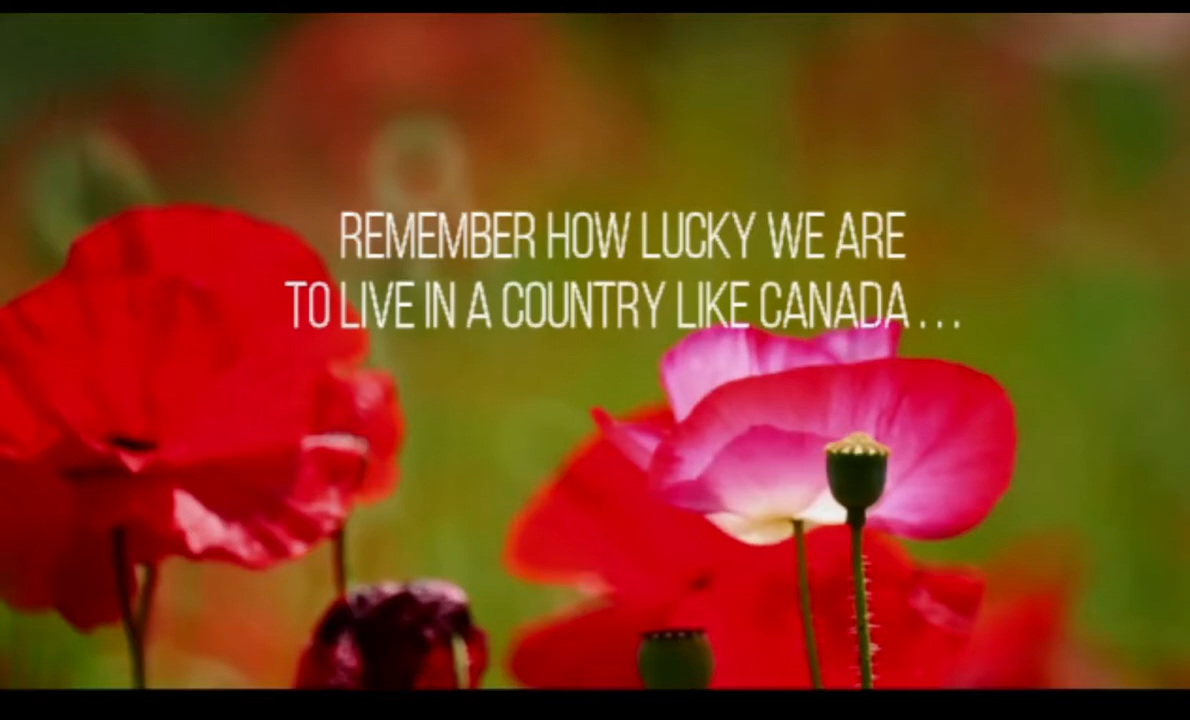 REMEMBER HOW LUCKY WE ARE
TO LIVE IN A COUNTRY LIKE CANADA . . .